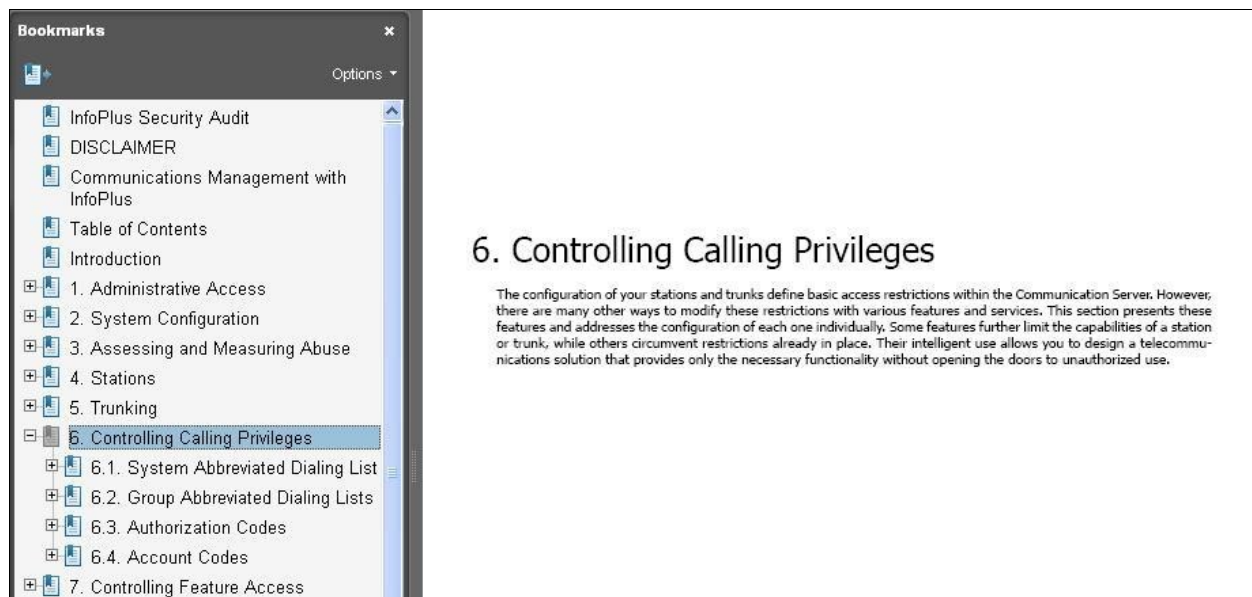 Bookmarks
Options
InfoPlus Security Audit
DISCLAIMER
Communications Management with
InfoPlus
Table of Contents
Introduction
1. Administrative Access
2. System Configuration
3. Assessing and Measuring Abuse
4. Stations
5. Trunking
6. Controlling Calling Privileges
6.1. System Abbreviated Dialing List
6.2. Group Abbreviated Dialing Lists
6.3. Authorization Codes
6.4. Account Codes
7. Controlling Feature Access
6. Controlling Calling Privileges
The configuration of your stations and trunks define basic access restrictions within the Communication Server. However,
there are many other ways to modify these restrictions with various features and services. This section presents these
features and addresses the configuration of each one individually. Some features further limit the capabilities of a station
or trunk, while others circumvent restrictions already in place. Their intelligent use allows you to design a telecommu-
nications solution that provides only the necessary functionality without opening the doors to unauthorized use.